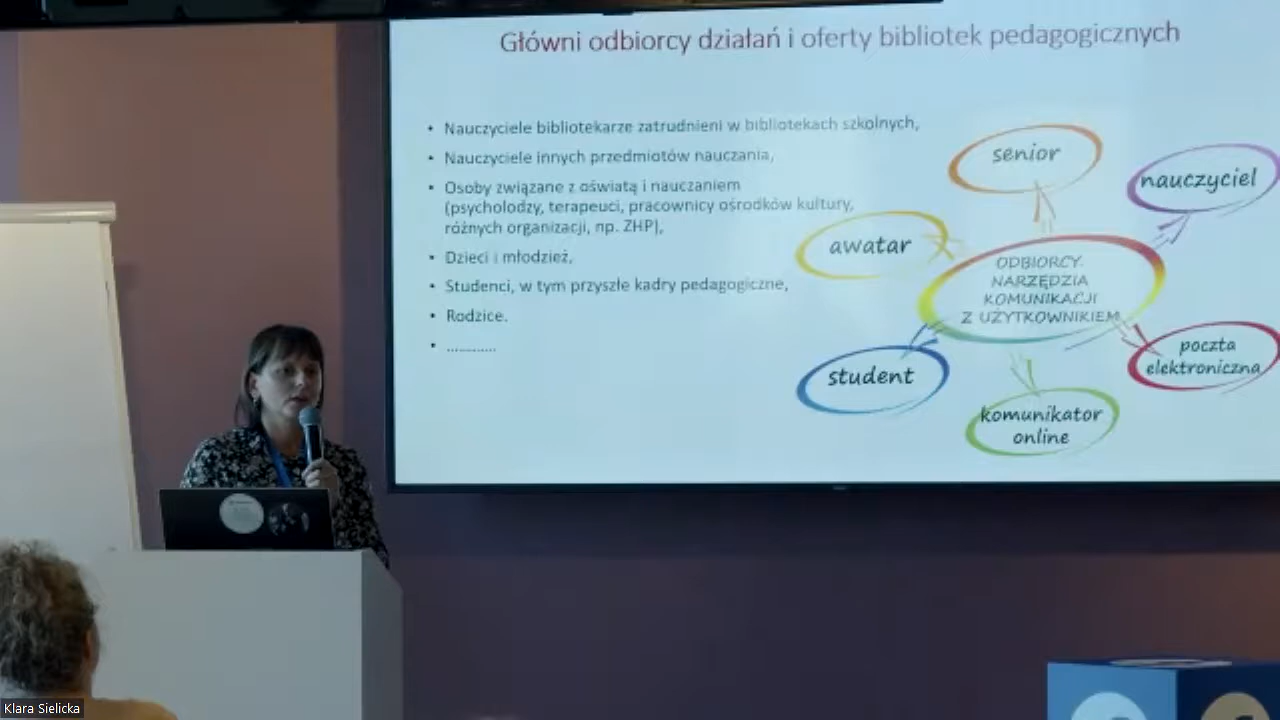 Główni odbiorcy działań i oferty bibliotek pedagogicznych
• Nauczyciele bibliotekarze zatrudnieni w bibliotekach szkolnych,
• Nauczyciele innych przedmiotów nauczania,
• Osoby związane z oświatą i nauczaniem
(psycholodzy, terapeuci, pracownicy ośrodków kultury,
różnych organizacji, np. ZHP),
• Dzieci i młodzież,
• Studenci, w tym przyszłe kadry pedagogiczne,
• Rodzice.
• ............
senior
nauczyciel
awatar
ODBIORCY.
NARZĘDZIA
KOMUNIKACJI
Z UŻYTKOWNIKIEM
poczta
elektroniczna
student
komunikator
online
Klara Sielicka